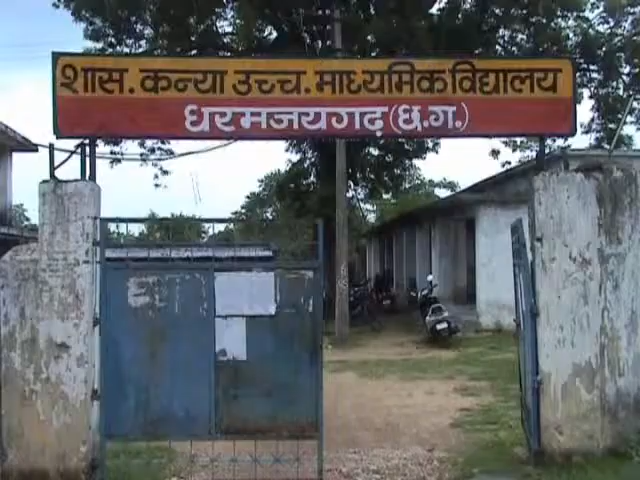 शास. कन्या उच्च. माध्यमिक विद्यालय
धरमजयगढ़ (छ.ग.)